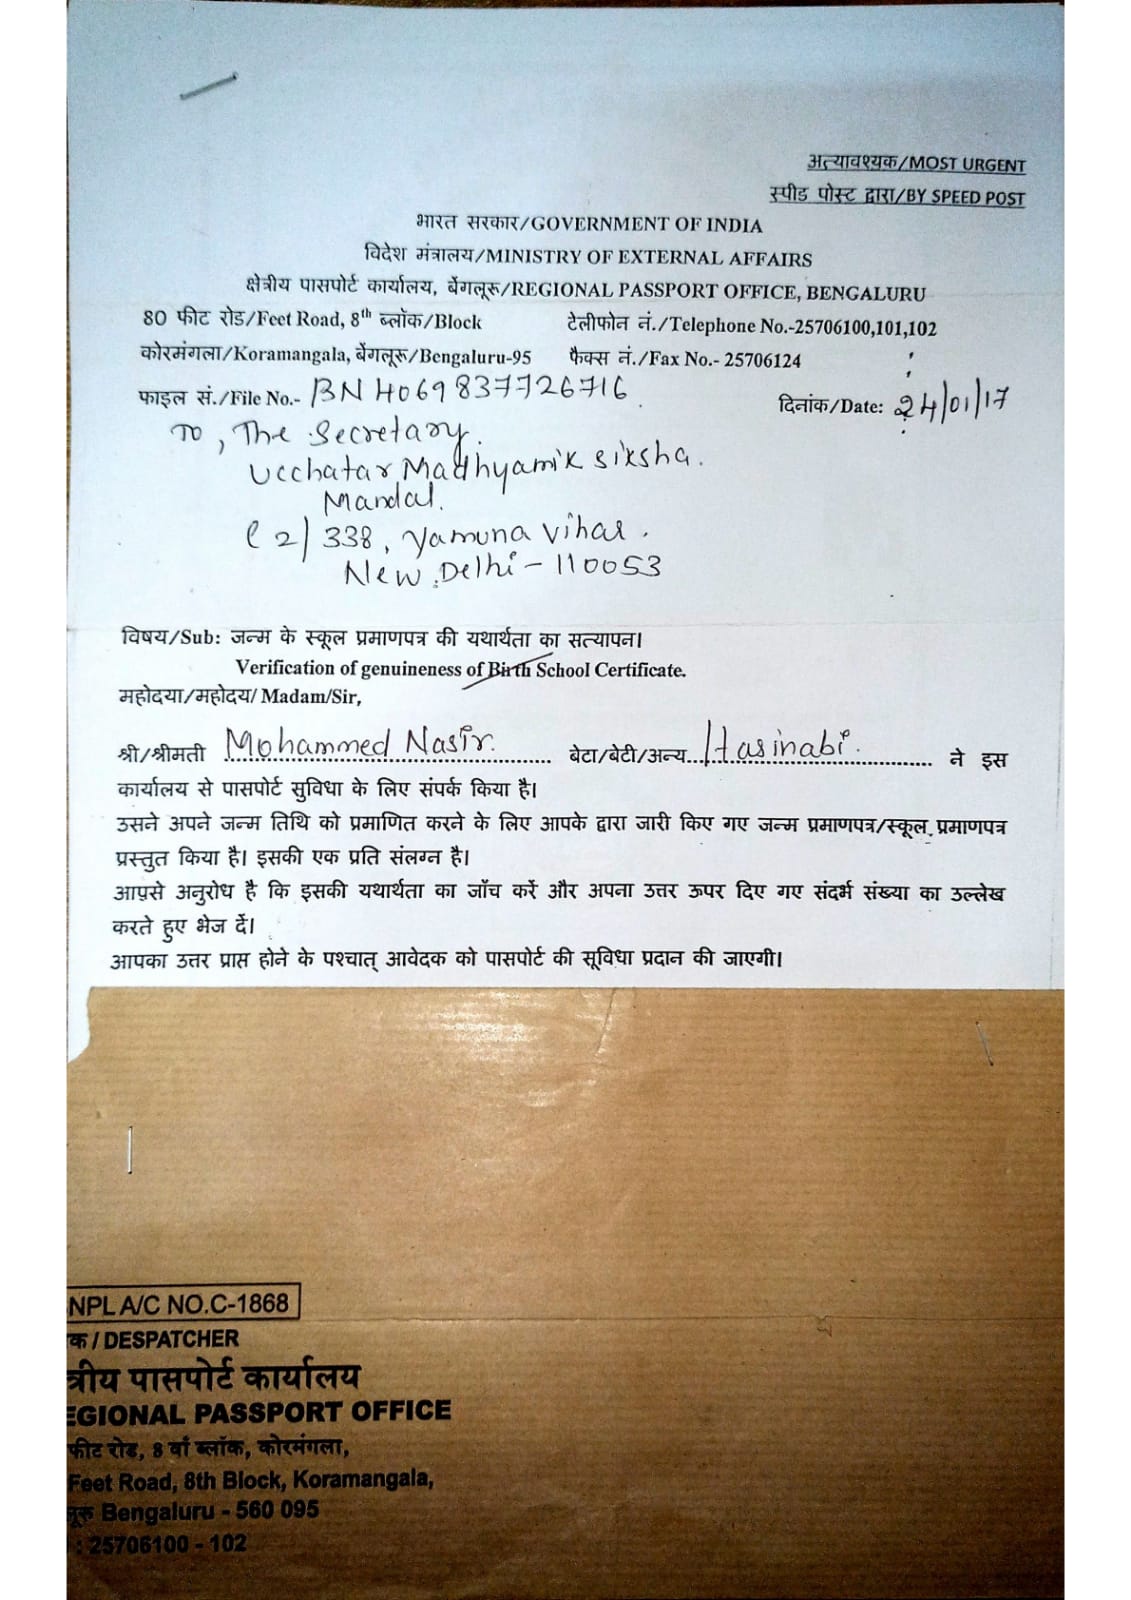 अत्यावश्यक/MOST URGENT
स्पीड पोस्ट द्वारा/BY SPEED POST
भारत सरकार/GOVERNMENT OF INDIA
विदेश मंत्रालय/MINISTRY OF EXTERNAL AFFAIRS
क्षेत्रीय पासपोर्ट कार्यालय, बेंगलूरू/REGIONAL PASSPORT OFFICE, BENGALURU
80 फीट रोड/Feet Road, 8th ब्लॉक/Block टेलीफोन नं./Telephone No.-25706100,101,102
कोरमंगला/Koramangala, बेंगलूरू/Bengaluru-95 फैक्स नं./Fax No.- 25706124
फाइल सं./File No.- BN4069837726716 दिनांक/Date: 24/01/17
To, The Secretary.
Ucchatar Madhyamik Siksha.
Mandal.
C2/338, Yamuna Vihar.
New Delhi - 110053
विषय/Sub: जन्म के स्कूल प्रमाणपत्र की यथार्थता का सत्यापन।
Verification of genuineness of Birth School Certificate.
महोदया/महोदय/ Madam/Sir,
श्री/श्रीमती Mohammed Nasir. बेटा/बेटी/अन्य Hasinabi. ने इस
कार्यालय से पासपोर्ट सुविधा के लिए संपर्क किया है।
उसने अपने जन्म तिथि को प्रमाणित करने के लिए आपके द्वारा जारी किए गए जन्म प्रमाणपत्र/स्कूल प्रमाणपत्र
प्रस्तुत किया है। इसकी एक प्रति संलग्न है।
आपसे अनुरोध है कि इसकी यथार्थता का जाँच करें और अपना उत्तर ऊपर दिए गए संदर्भ संख्या का उल्लेख
करते हुए भेज दें।
आपका उत्तर प्राप्त होने के पश्चात् आवेदक को पासपोर्ट की सूविधा प्रदान की जाएगी।
NPL A/C NO.C-1868
क / DESPATCHER
त्रीय पासपोर्ट कार्यालय
EGIONAL PASSPORT OFFICE
फीट रोड, 8 वाँ ब्लॉक, कोरमंगला,
Feet Road, 8th Block, Koramangala,
लूरू Bengaluru - 560 095
: 25706100 - 102